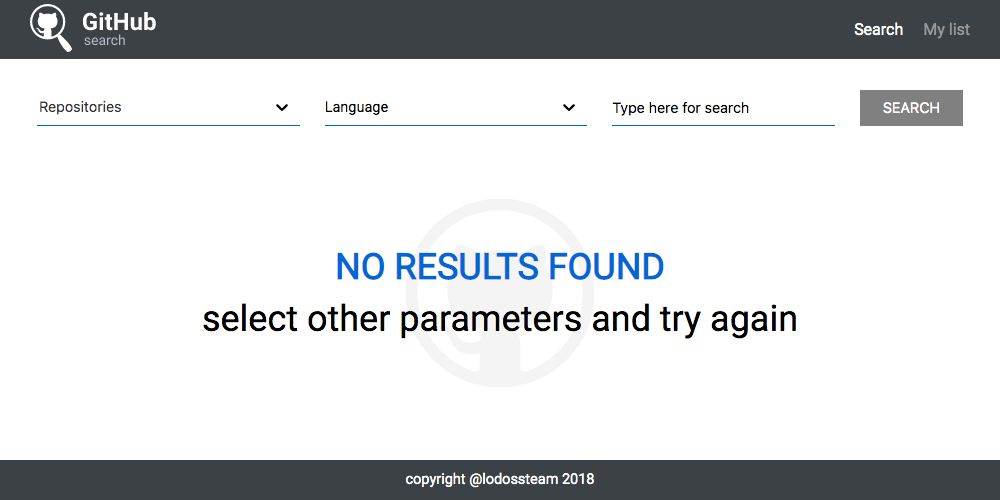 GitHub
search
Search
My list
Repositories
Language
Type here for search
SEARCH
NO RESULTS FOUND
select other parameters and try again
copyright @lodossteam 2018